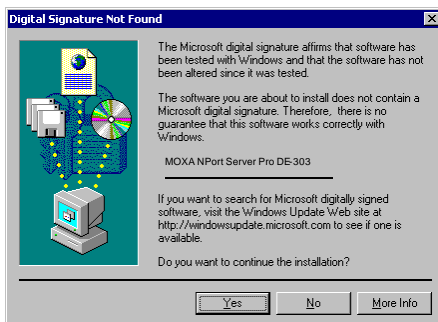 Digital Signature Not Found
The Microsoft digital signature affirms that software has
been tested with Windows and that the software has not
been altered since it was tested.
The software you are about to install does not contain a
Microsoft digital signature. Therefore, there is no
guarantee that this software works correctly with
Windows.
MOXA NPort Server Pro DE-303
If you want to search for Microsoft digitally signed
software, visit the Windows Update Web site at
http://windowsupdate.microsoft.com to see if one is
available.
Do you want to continue the installation?
Yes No More Info